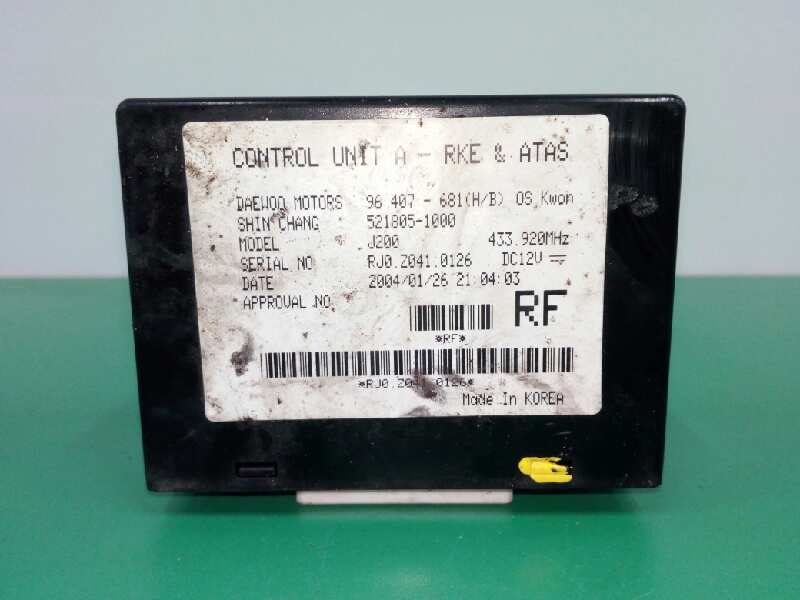 CONTROL UNIT A - RKE & ATAS
DAEWOO MOTORS 96 407 - 681(H/B) OS,Kwon
SHIN CHANG 521805-1000
MODEL J200 433.920MHz
SERIAL NO RJ0.Z041.0126 DC12V
DATE 2004/01/26 21:04:03
APPROVAL NO
RF
*RF*
*RJ0.Z041.0126*
Made In KOREA